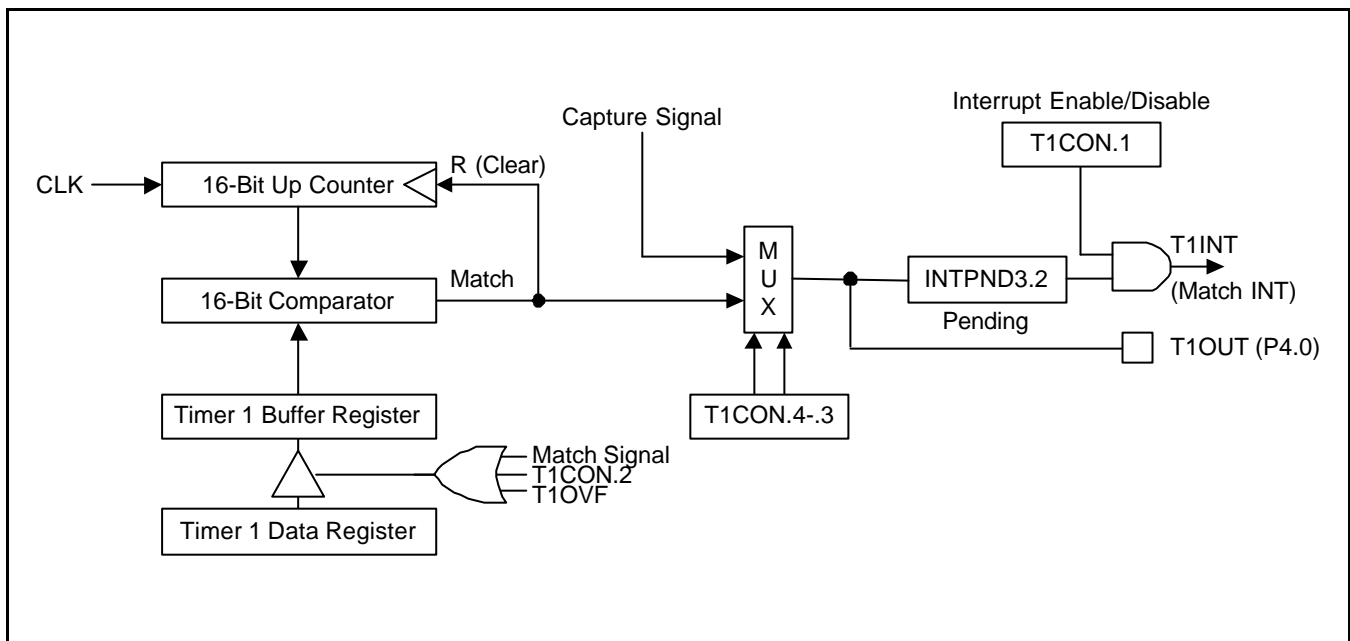 Interrupt Enable/Disable
Capture Signal
T1CON.1
R (Clear)
CLK
16-Bit Up Counter
M
U
X
T1INT
(Match INT)
16-Bit Comparator
Match
INTPND3.2
Pending
T1OUT (P4.0)
Timer 1 Buffer Register
T1CON.4-.3
Match Signal
T1CON.2
T1OVF
Timer 1 Data Register